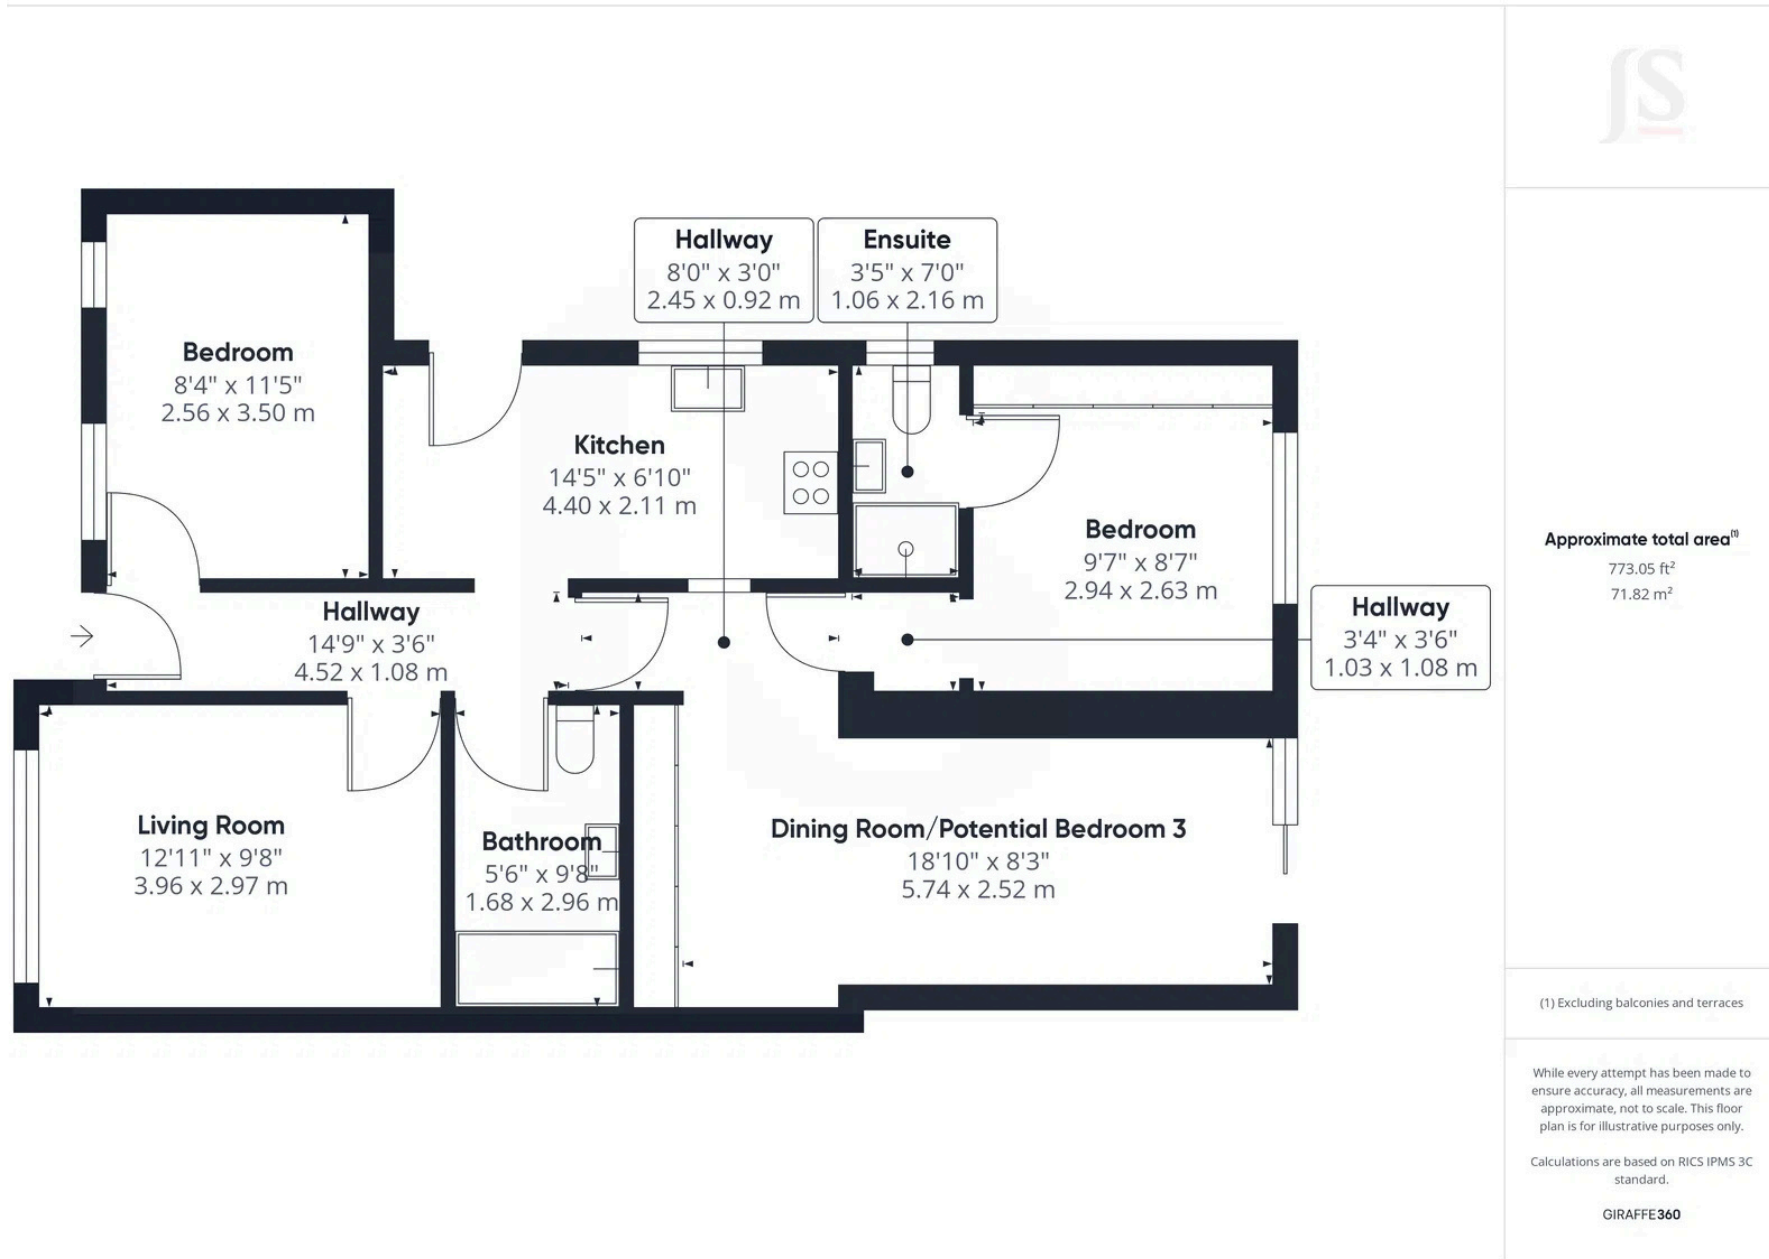 JS
Hallway
8'0" x 3'0"
2.45 x 0.92 m
Ensuite
3'5" x 7'0"
1.06 x 2.16 m
Bedroom
8'4" x 11'5"
2.56 x 3.50 m
Kitchen
14'5" x 6'10"
4.40 x 2.11 m
Bedroom
9'7" x 8'7"
2.94 x 2.63 m
Hallway
14'9" x 3'6"
4.52 x 1.08 m
Hallway
3'4" x 3'6"
1.03 x 1.08 m
Living Room
12'11" x 9'8"
3.96 x 2.97 m
Bathroom
5'6" x 9'8"
1.68 x 2.96 m
Dining Room/Potential Bedroom 3
18'10" x 8'3"
5.74 x 2.52 m
Approximate total area⁽¹⁾
773.05 ft²
71.82 m²
(1) Excluding balconies and terraces
While every attempt has been made to
ensure accuracy, all measurements are
approximate, not to scale. This floor
plan is for illustrative purposes only.
Calculations are based on RICS IPMS 3C
standard.
GIRAFFE360